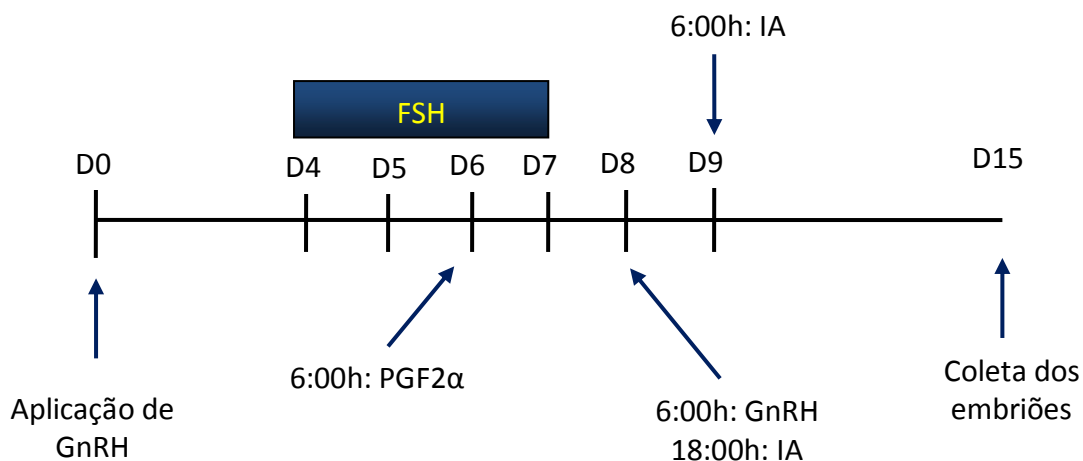 6:00h: IA
FSH
D0
D4
D5
D6
D7
D8
D9
D15
6:00h: PGF2α
Aplicação de
GnRH
6:00h: GnRH
18:00h: IA
Coleta dos
embriões